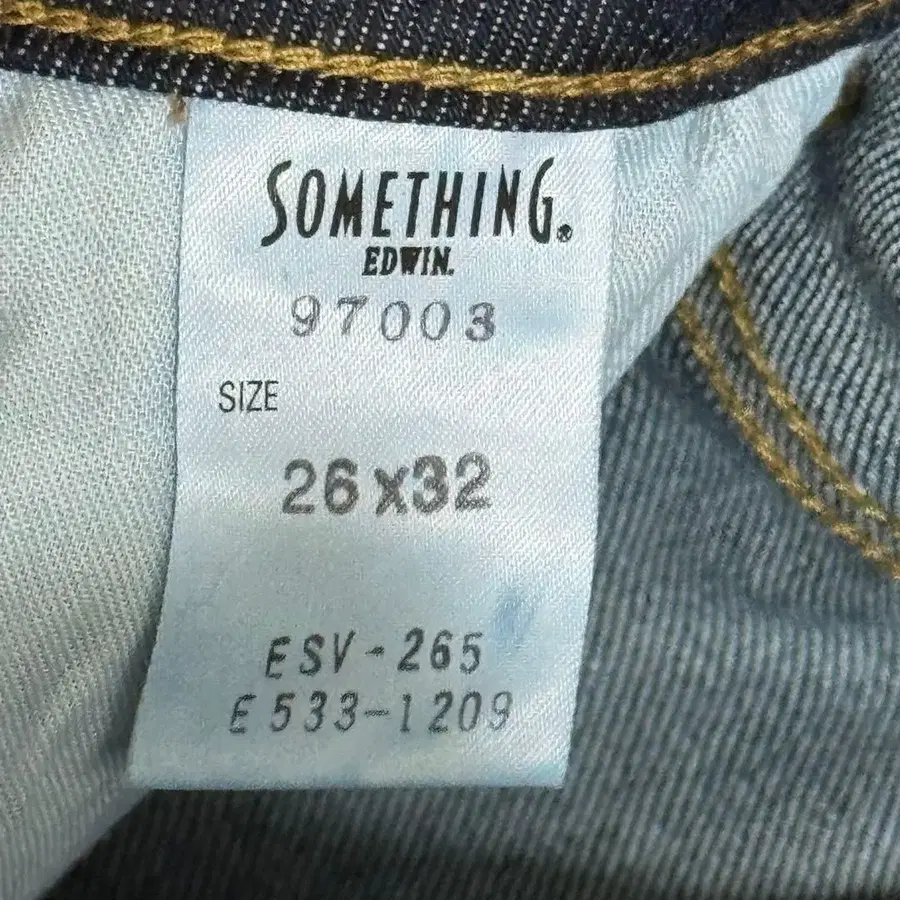 SOMETHING®
EDWIN.
97003
SIZE
26x32
ESV-265
E533-1209